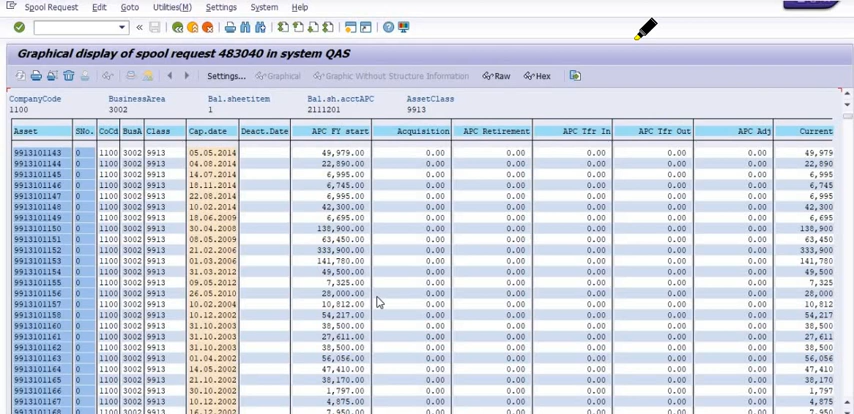 Spool Request Edit Goto Utilities(M) Settings System Help
Graphical display of spool request 483040 in system QAS
Settings... Graphical Graphic Without Structure Information Raw Hex
CompanyCode BusinessArea Bal.sheetitem Bal.sh.acctAPC AssetClass
1100 3002 1 2111201 9913
Asset SNo. CoCd BusA Class Cap.date Deact.Date APC FY start Acquisition APC Retirement APC Tfr In APC Tfr Out APC Adj Current
9913101143 0 1100 3002 9913 05.05.2014 49,979.00 0.00 0.00 0.00 0.00 0.00 49,979
9913101144 0 1100 3002 9913 04.08.2014 22,890.00 0.00 0.00 0.00 0.00 0.00 22,890
9913101145 0 1100 3002 9913 14.07.2014 6,995.00 0.00 0.00 0.00 0.00 0.00 6,995
9913101146 0 1100 3002 9913 18.11.2014 6,745.00 0.00 0.00 0.00 0.00 0.00 6,745
9913101147 0 1100 3002 9913 22.08.2014 6,995.00 0.00 0.00 0.00 0.00 0.00 6,995
9913101148 0 1100 3002 9913 10.02.2014 42,300.00 0.00 0.00 0.00 0.00 0.00 42,300
9913101149 0 1100 3002 9913 18.06.2009 6,695.00 0.00 0.00 0.00 0.00 0.00 6,695
9913101150 0 1100 3002 9913 30.04.2008 138,900.00 0.00 0.00 0.00 0.00 0.00 138,900
9913101151 0 1100 3002 9913 08.05.2009 63,450.00 0.00 0.00 0.00 0.00 0.00 63,450
9913101152 0 1100 3002 9913 21.02.2006 333,900.00 0.00 0.00 0.00 0.00 0.00 333,900
9913101153 0 1100 3002 9913 01.03.2006 141,780.00 0.00 0.00 0.00 0.00 0.00 141,780
9913101154 0 1100 3002 9913 31.03.2012 49,500.00 0.00 0.00 0.00 0.00 0.00 49,500
9913101155 0 1100 3002 9913 09.05.2012 7,325.00 0.00 0.00 0.00 0.00 0.00 7,325
9913101156 0 1100 3002 9913 26.05.2010 28,000.00 0.00 0.00 0.00 0.00 0.00 28,000
9913101157 0 1100 3002 9913 10.02.2004 10,812.00 0.00 0.00 0.00 0.00 0.00 10,812
9913101158 0 1100 3002 9913 10.12.2002 54,217.00 0.00 0.00 0.00 0.00 0.00 54,217
9913101160 0 1100 3002 9913 31.10.2003 38,500.00 0.00 0.00 0.00 0.00 0.00 38,500
9913101161 0 1100 3002 9913 31.10.2003 27,611.00 0.00 0.00 0.00 0.00 0.00 27,611
9913101162 0 1100 3002 9913 31.10.2003 38,500.00 0.00 0.00 0.00 0.00 0.00 38,500
9913101163 0 1100 3002 9913 01.04.2002 56,056.00 0.00 0.00 0.00 0.00 0.00 56,056
9913101164 0 1100 3002 9913 14.05.2002 47,410.00 0.00 0.00 0.00 0.00 0.00 47,410
9913101165 0 1100 3002 9913 21.10.2002 38,170.00 0.00 0.00 0.00 0.00 0.00 38,170
9913101166 0 1100 3002 9913 30.10.2002 1,797.00 0.00 0.00 0.00 0.00 0.00 1,797
9913101167 0 1100 3002 9913 10.12.2002 4,875.00 0.00 0.00 0.00 0.00 0.00 4,875
9913101168 0 1100 3002 9913 16.12.2002 7,950.00 0.00 0.00 0.00 0.00 0.00 7,950